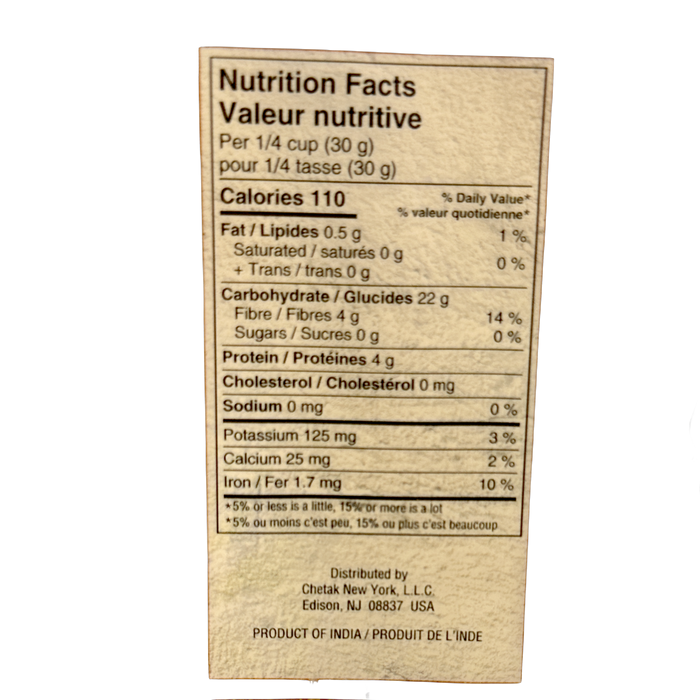 Nutrition Facts
Valeur nutritive
Per 1/4 cup (30 g)
pour 1/4 tasse (30 g)
Calories 110
% Daily Value*
% valeur quotidienne*
Fat / Lipides 0.5 g 1 %
Saturated / saturés 0 g
+ Trans / trans 0 g 0 %
Carbohydrate / Glucides 22 g
Fibre / Fibres 4 g 14 %
Sugars / Sucres 0 g 0 %
Protein / Protéines 4 g
Cholesterol / Cholestérol 0 mg
Sodium 0 mg 0 %
Potassium 125 mg 3 %
Calcium 25 mg 2 %
Iron / Fer 1.7 mg 10 %
*5% or less is a little, 15% or more is a lot
*5% ou moins c'est peu, 15% ou plus c'est beaucoup
Distributed by
Chetak New York, L.L.C.
Edison, NJ 08837 USA
PRODUCT OF INDIA / PRODUIT DE L'INDE